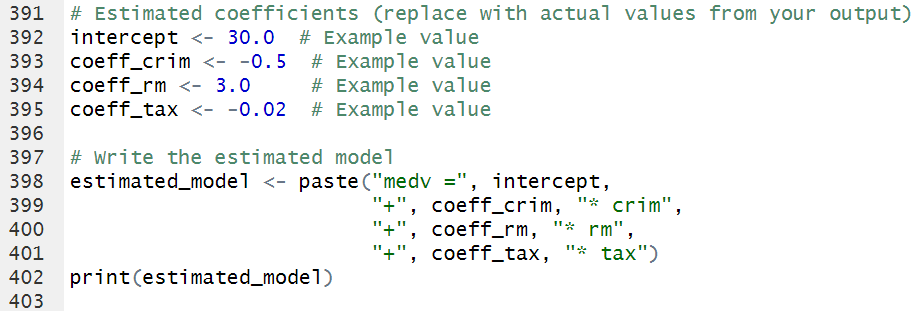 391 # Estimated coefficients (replace with actual values from your output)
392 intercept <- 30.0  # Example value
393 coeff_crim <- -0.5  # Example value
394 coeff_rm <- 3.0     # Example value
395 coeff_tax <- -0.02  # Example value
396
397 # Write the estimated model
398 estimated_model <- paste("medv =", intercept,
399                          "+", coeff_crim, "* crim",
400                          "+", coeff_rm, "* rm",
401                          "+", coeff_tax, "* tax")
402 print(estimated_model)
403